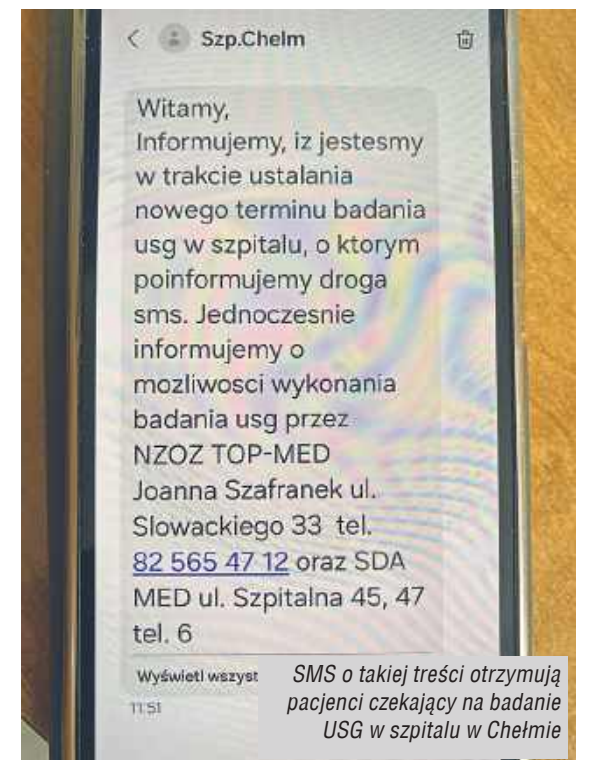 Szp.Chelm
Witamy,
Informujemy, iz jestesmy
w trakcie ustalania
nowego terminu badania
usg w szpitalu, o ktorym
poinformujemy droga
sms. Jednoczesnie
informujemy o
mozliwosci wykonania
badania usg przez
NZOZ TOP-MED
Joanna Szafranek ul.
Slowackiego 33 tel.
82 565 47 12 oraz SDA
MED ul. Szpitalna 45, 47
tel. 6
Wyświetl wszyst
11:51
SMS o takiej treści otrzymują
pacjenci czekający na badanie
USG w szpitalu w Chełmie